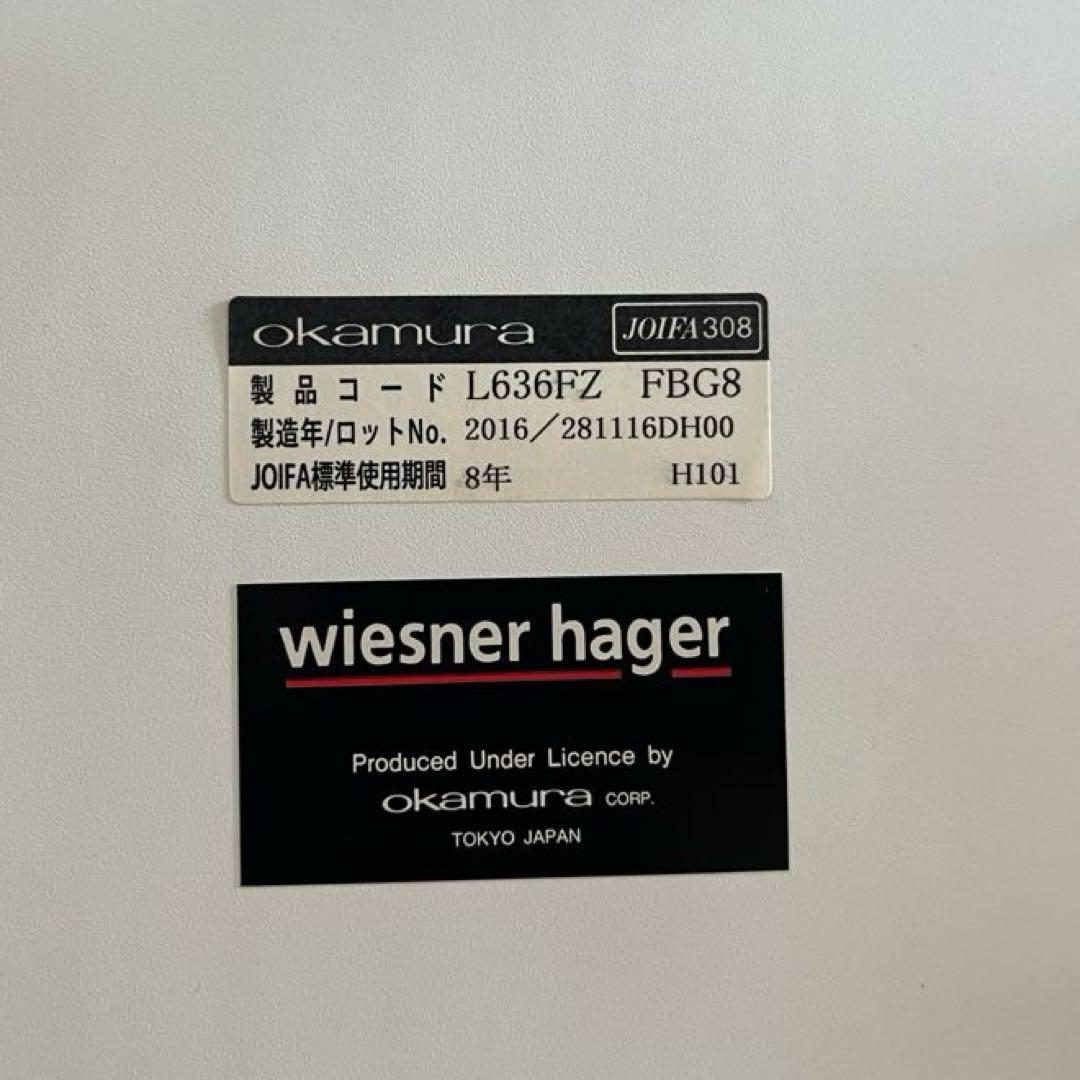 okamura JOIFA308
製品コード L636FZ FBG8
製造年/ロットNo. 2016／281116DH00
JOIFA標準使用期間 8年 H101
wiesner hager
Produced Under Licence by
okamura CORP.
TOKYO JAPAN